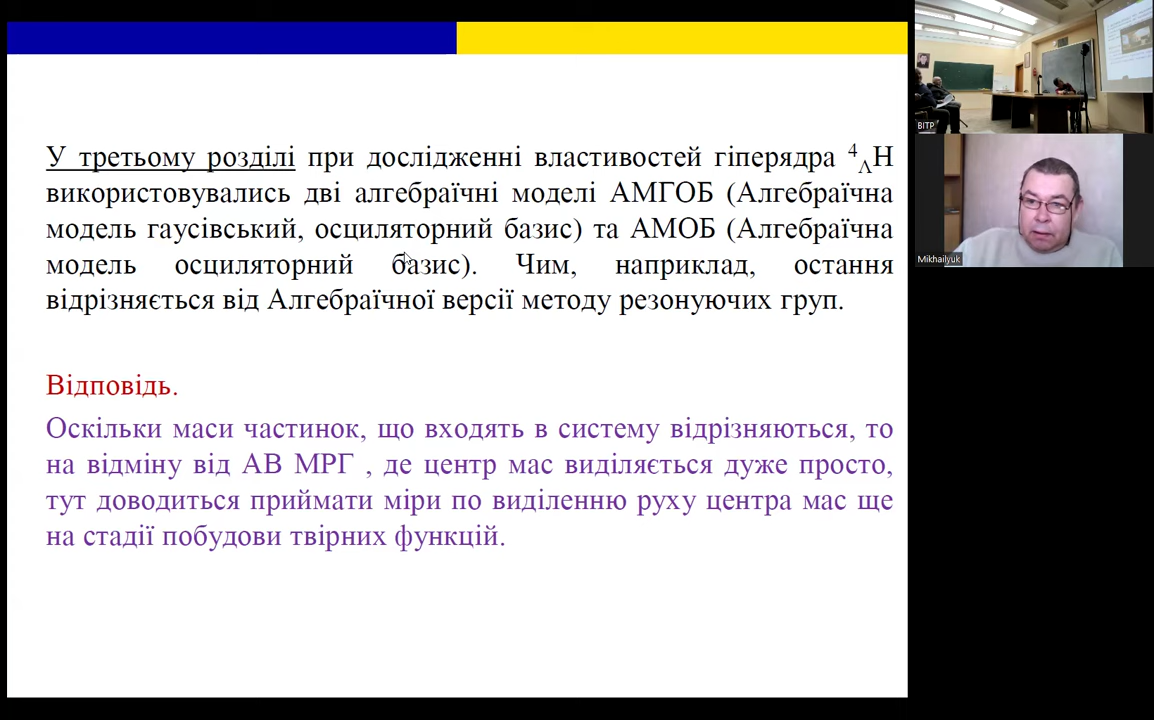 У третьому розділі при дослідженні властивостей гіперядра ⁴ΛH
використовувались дві алгебраїчні моделі АМГОБ (Алгебраїчна
модель гаусівський, осциляторний базис) та АМОБ (Алгебраїчна
модель осциляторний базис). Чим, наприклад, остання
відрізняється від Алгебраїчної версії методу резонуючих груп.
Відповідь.
Оскільки маси частинок, що входять в систему відрізняються, то
на відміну від АВ МРГ , де центр мас виділяється дуже просто,
тут доводиться приймати міри по виділенню руху центра мас ще
на стадії побудови твірних функцій.
BITP
Mikhailyuk